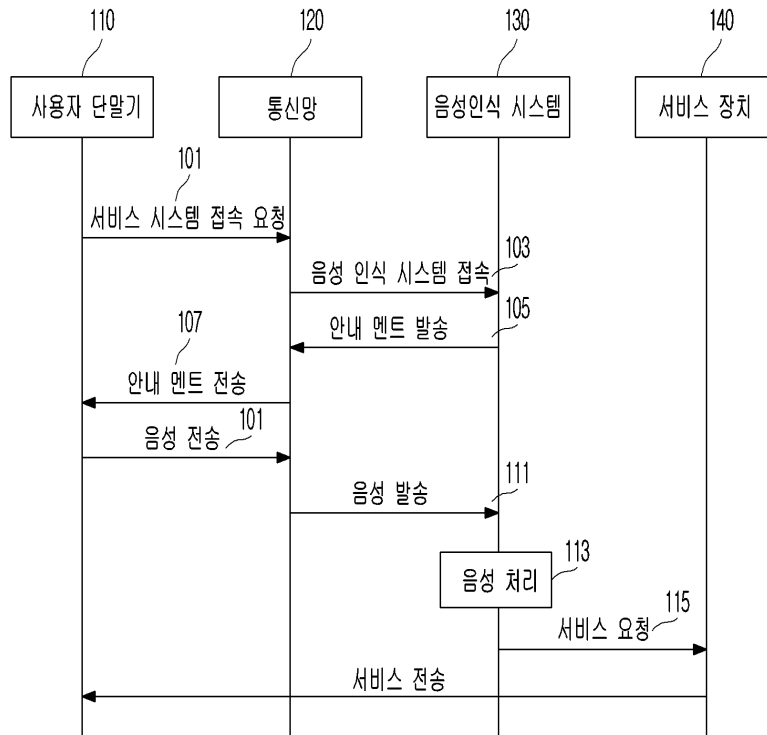 110
120
130
140
사용자 단말기
통신망
음성인식 시스템
서비스 장치
101
서비스 시스템 접속 요청
103
음성 인식 시스템 접속
105
안내 멘트 발송
107
안내 멘트 전송
101
음성 전송
111
음성 발송
113
음성 처리
115
서비스 요청
서비스 전송